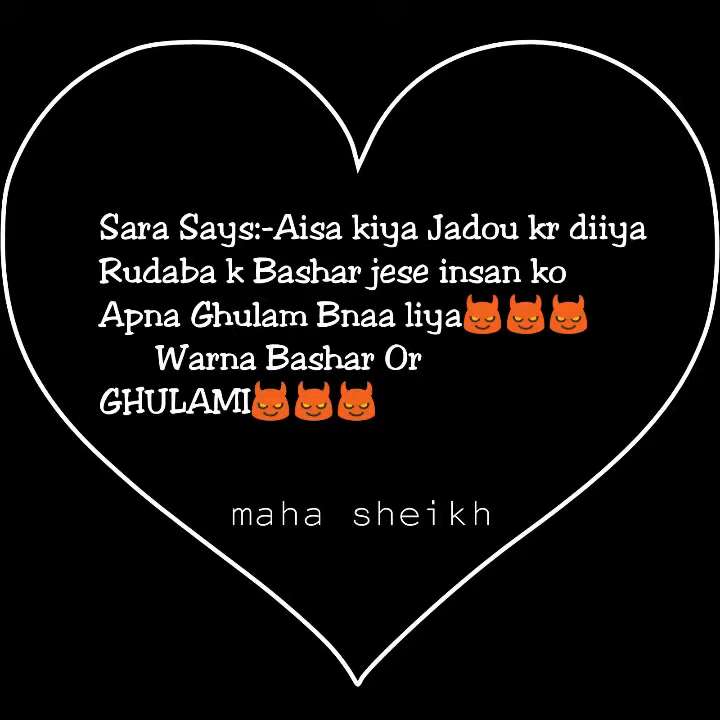 Sara Says:-Aisa kiya Jadou kr diiya
Rudaba k Bashar jese insan ko
Apna Ghulam Bnaa liya👿👿👿
Warna Bashar Or
GHULAMI👿👿👿
maha sheikh